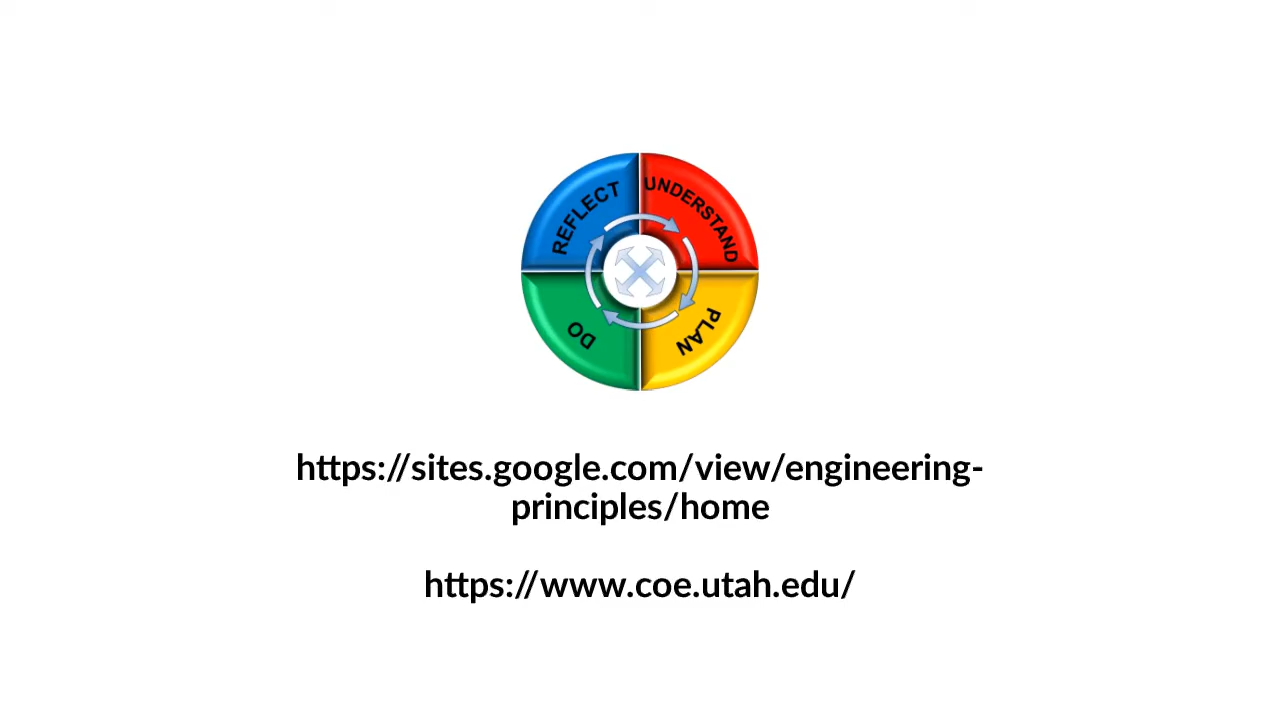 REFLECT
UNDERSTAND
DO
PLAN
https://sites.google.com/view/engineering-
principles/home
https://www.coe.utah.edu/